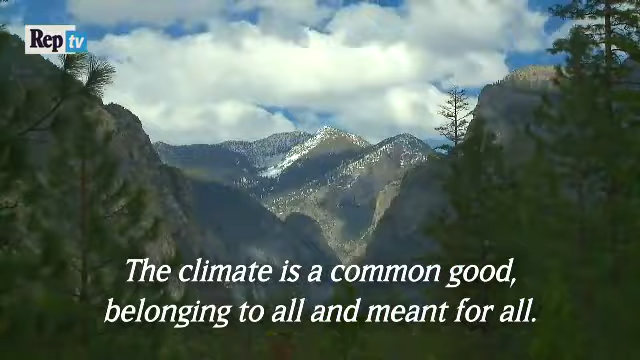 Rep tv
The climate is a common good,
belonging to all and meant for all.